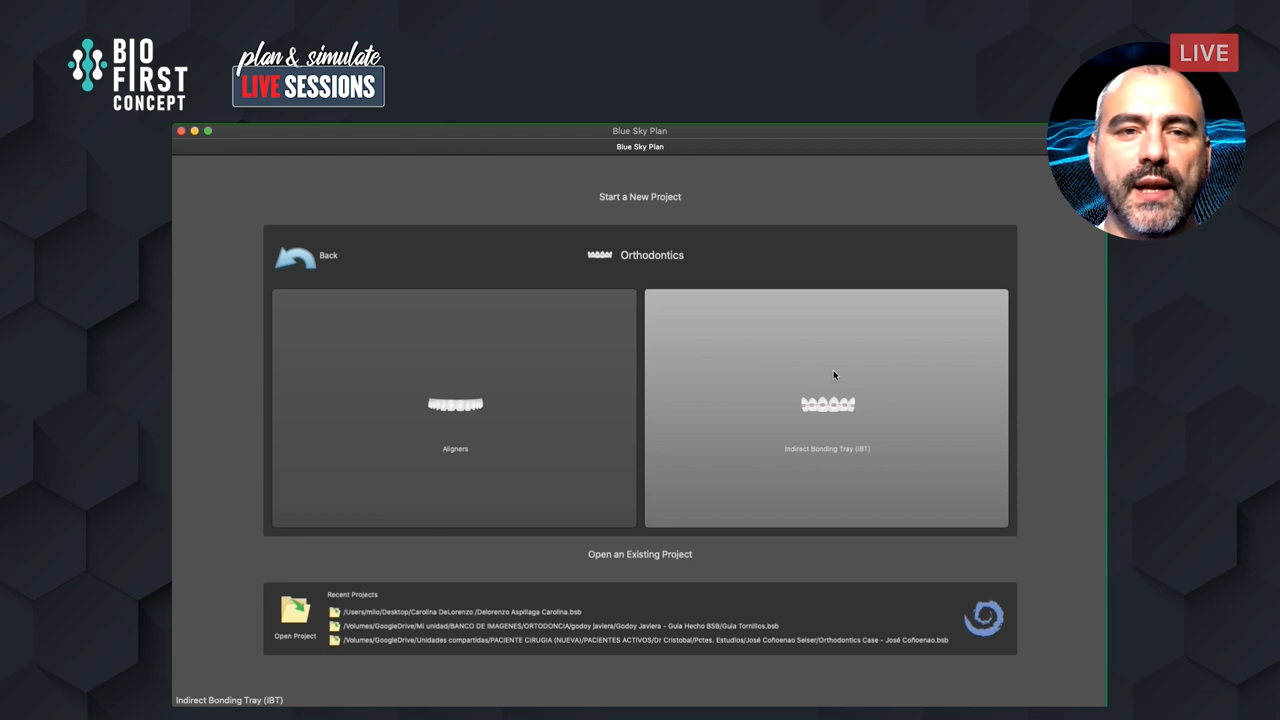 BIO
FIRST
CONCEPT
plan & simulate
LIVE SESSIONS
LIVE
Blue Sky Plan
Blue Sky Plan
Start a New Project
Back
Orthodontics
Aligners
Indirect Bonding Tray (IBT)
Open an Existing Project
Open Project
Recent Projects
/Users/milo/Desktop/Carolina DeLorenzo /Delorenzo Aspillaga Carolina.bsb
/Volumes/GoogleDrive/Mi unidad/BANCO DE IMAGENES/ORTODONCIA/godoy javiera/Godoy Javiera - Guia Hecho BSB/Guia Tornillos.bsb
/Volumes/GoogleDrive/Unidades compartidas/PACIENTE CIRUGIA (NUEVA)/PACIENTES ACTIVOS/Dr Cristobal/Pctes. Estudios/José Coñoenao Seiser/Orthodontics Case - José Coñoenao.bsb
Indirect Bonding Tray (IBT)